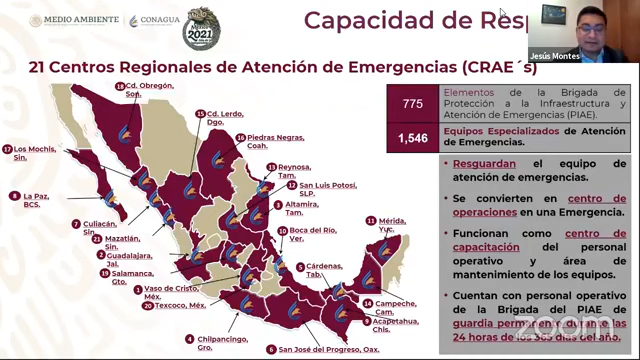 MEDIO AMBIENTE
CONAGUA
2021
Capacidad de Resp
Jesús Montes
21 Centros Regionales de Atención de Emergencias (CRAE´s)
18 Cd. Obregón,
Son.
15 Cd. Lerdo,
Dgo.
16 Piedras Negras,
Coah.
17 Los Mochis,
Sin.
13 Reynosa,
Tam.
12 San Luis Potosí,
SLP.
8 La Paz,
BCS.
3 Altamira,
Tam.
11 Mérida,
Yuc.
7 Culiacán,
Sin.
10 Boca del Río,
Ver.
21 Mazatlán,
Sin.
2 Guadalajara,
Jal.
5 Cárdenas,
Tab.
19 Salamanca,
Gto.
1 Vaso de Cristo,
Méx.
20 Texcoco, Méx.
14 Campeche,
Cam.
9 Acapetahua,
Chis.
4 Chilpancingo,
Gro.
6 San José del Progreso, Oax.
775
Elementos de la Brigada de
Protección a la Infraestructura y
Atención de Emergencias (PIAE).
1,546
Equipos Especializados de Atención
de Emergencias.
• Resguardan el equipo de
atención de emergencias.
• Se convierten en centro de
operaciones en una Emergencia.
• Funcionan como centro de
capacitación del personal
operativo y área de
mantenimiento de los equipos.
• Cuentan con personal operativo
de la Brigada del PIAE de
guardia permanente durante las
24 horas de los 365 días del año.
zoom